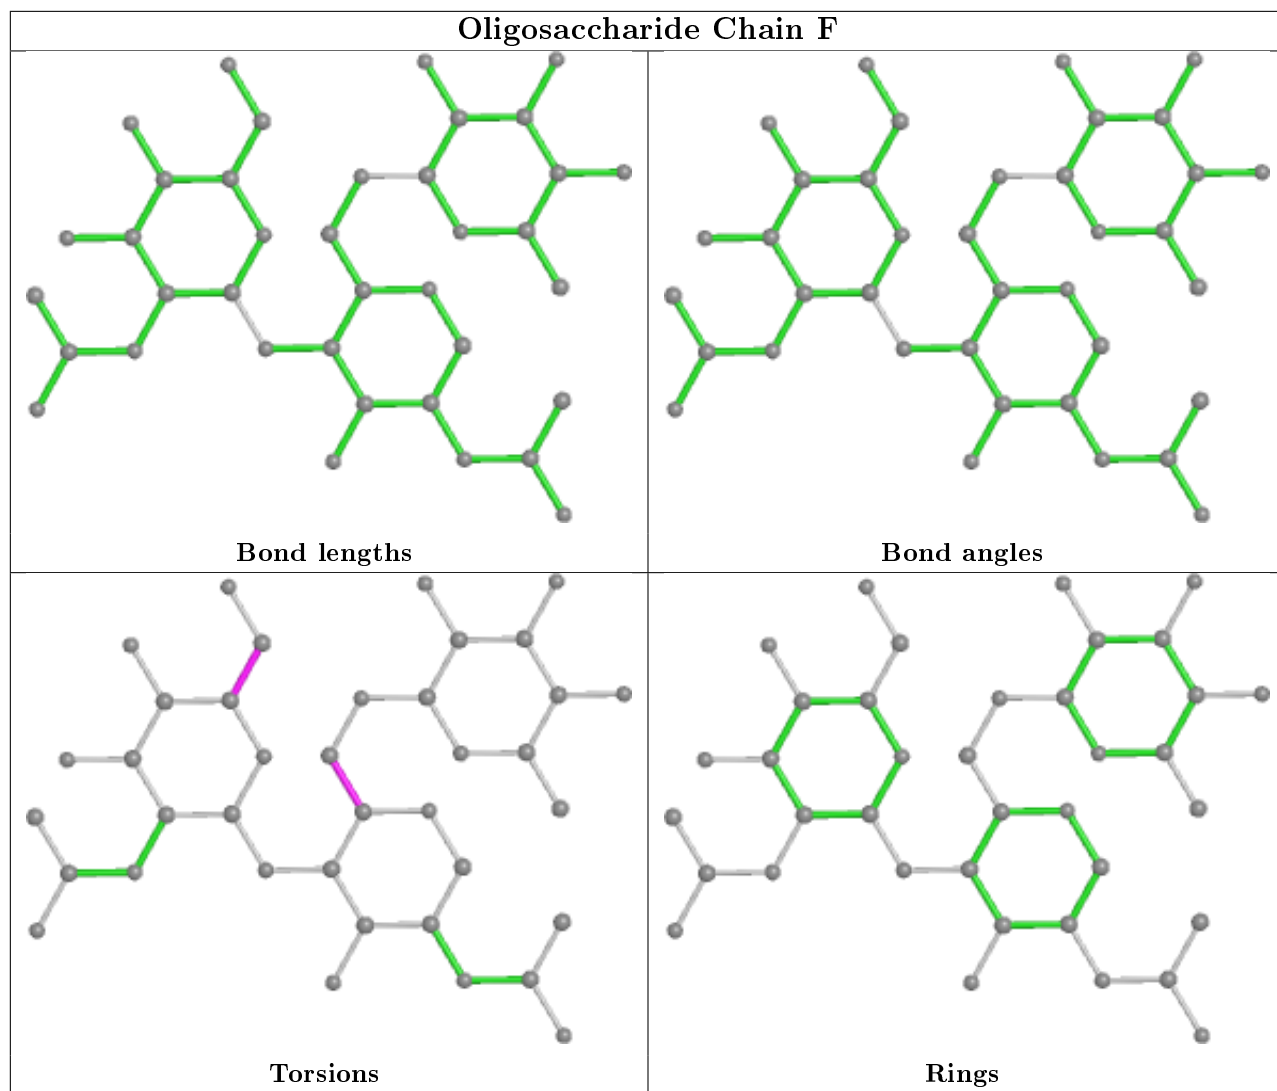 Oligosaccharide Chain F
Bond lengths
Bond angles
Torsions
Rings